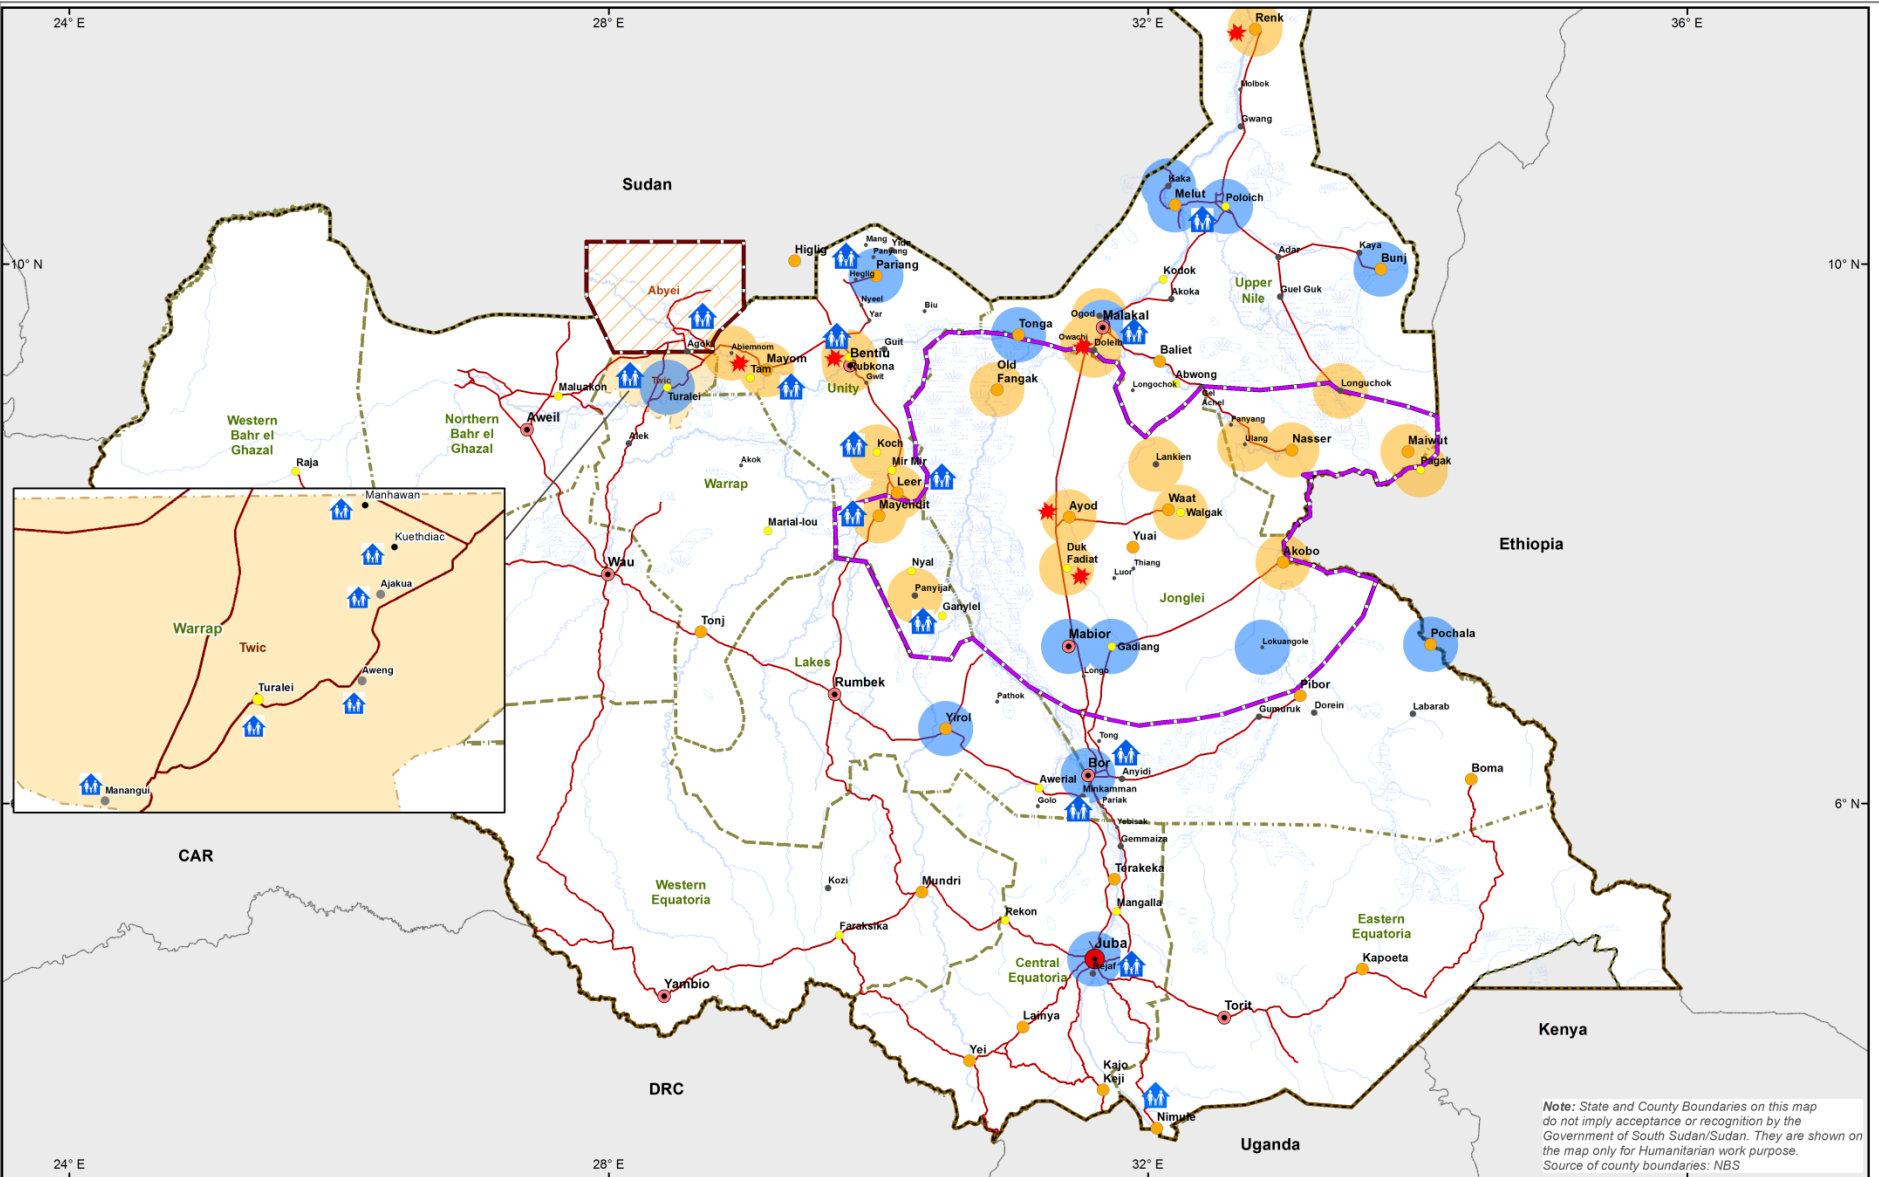 24° E
28° E
32° E
36° E
Renk
Molbok
Gwang
Sudan
Kaka
Melut
Poloich
10° N
Higlig
Mang
Yida
Panyang
Pariang
Heglig
Nyeel
Yar
Biu
Guit
Adar
Kaya
Bunj
10° N
Kodok
Akoka
Upper
Nile
Guel Guk
Abyei
Agok
Abiemnom
Mayom
Tam
Bentiu
Rubkona
Gwit
Unity
Tonga
Ogod
Malakal
Owachi
Doleib
Baliet
Abwong
Old
Fangak
Longochok
Longuchok
Gel
Achel
Panyang
Ulang
Nasser
Maiwut
Pagak
Twic
Turalei
Maluakon
Aweil
Alek
Akok
Western
Bahr el
Ghazal
Northern
Bahr el
Ghazal
Raja
Warrap
Marial-lou
Koch
Mir Mir
Leer
Mayendit
Lankien
Waat
Walgak
Ayod
Duk
Fadiat
Yuai
Thiang
Luor
Akobo
Ethiopia
Jonglei
Nyal
Panyijar
Ganylel
Wau
Tonj
Lakes
Rumbek
Mabior
Gadiang
Lokuangole
Pochala
Longo
Pathok
Pibor
Gumuruk
Dorein
Labarab
Yirol
Tong
Bor
Anyidi
Awerial
Minkamman
Golo
Pariak
Boma
6° N
Yebisak
Gemmaiza
Terakeka
Mangalla
Manhawan
Kuethdiac
Ajakua
Warrap
Twic
Aweng
Turalei
Manangui
CAR
Western
Equatoria
Kozi
Mundri
Rekon
Faraksika
Yambio
Juba
Rejaf
Central
Equatoria
Eastern
Equatoria
Kapoeta
Torit
Lainya
Yei
Kajo
Keji
Nimule
Kenya
DRC
Uganda
Note: State and County Boundaries on this map
do not imply acceptance or recognition by the
Government of South Sudan/Sudan. They are shown on
the map only for Humanitarian work purpose.
Source of county boundaries: NBS
24° E
28° E
32° E